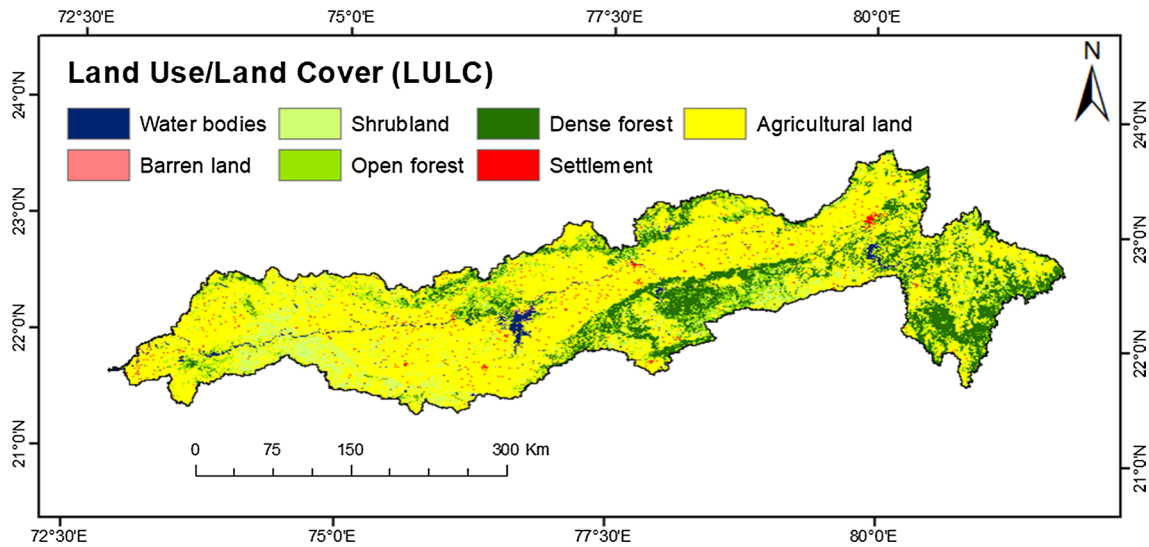 72°30'E 75°0'E 77°30'E 80°0'E
N
Land Use/Land Cover (LULC)
Water bodies Shrubland Dense forest Agricultural land
Barren land Open forest Settlement
24°0'N 24°0'N
23°0'N 23°0'N
22°0'N 22°0'N
21°0'N 21°0'N
0 75 150 300 Km
72°30'E 75°0'E 77°30'E 80°0'E